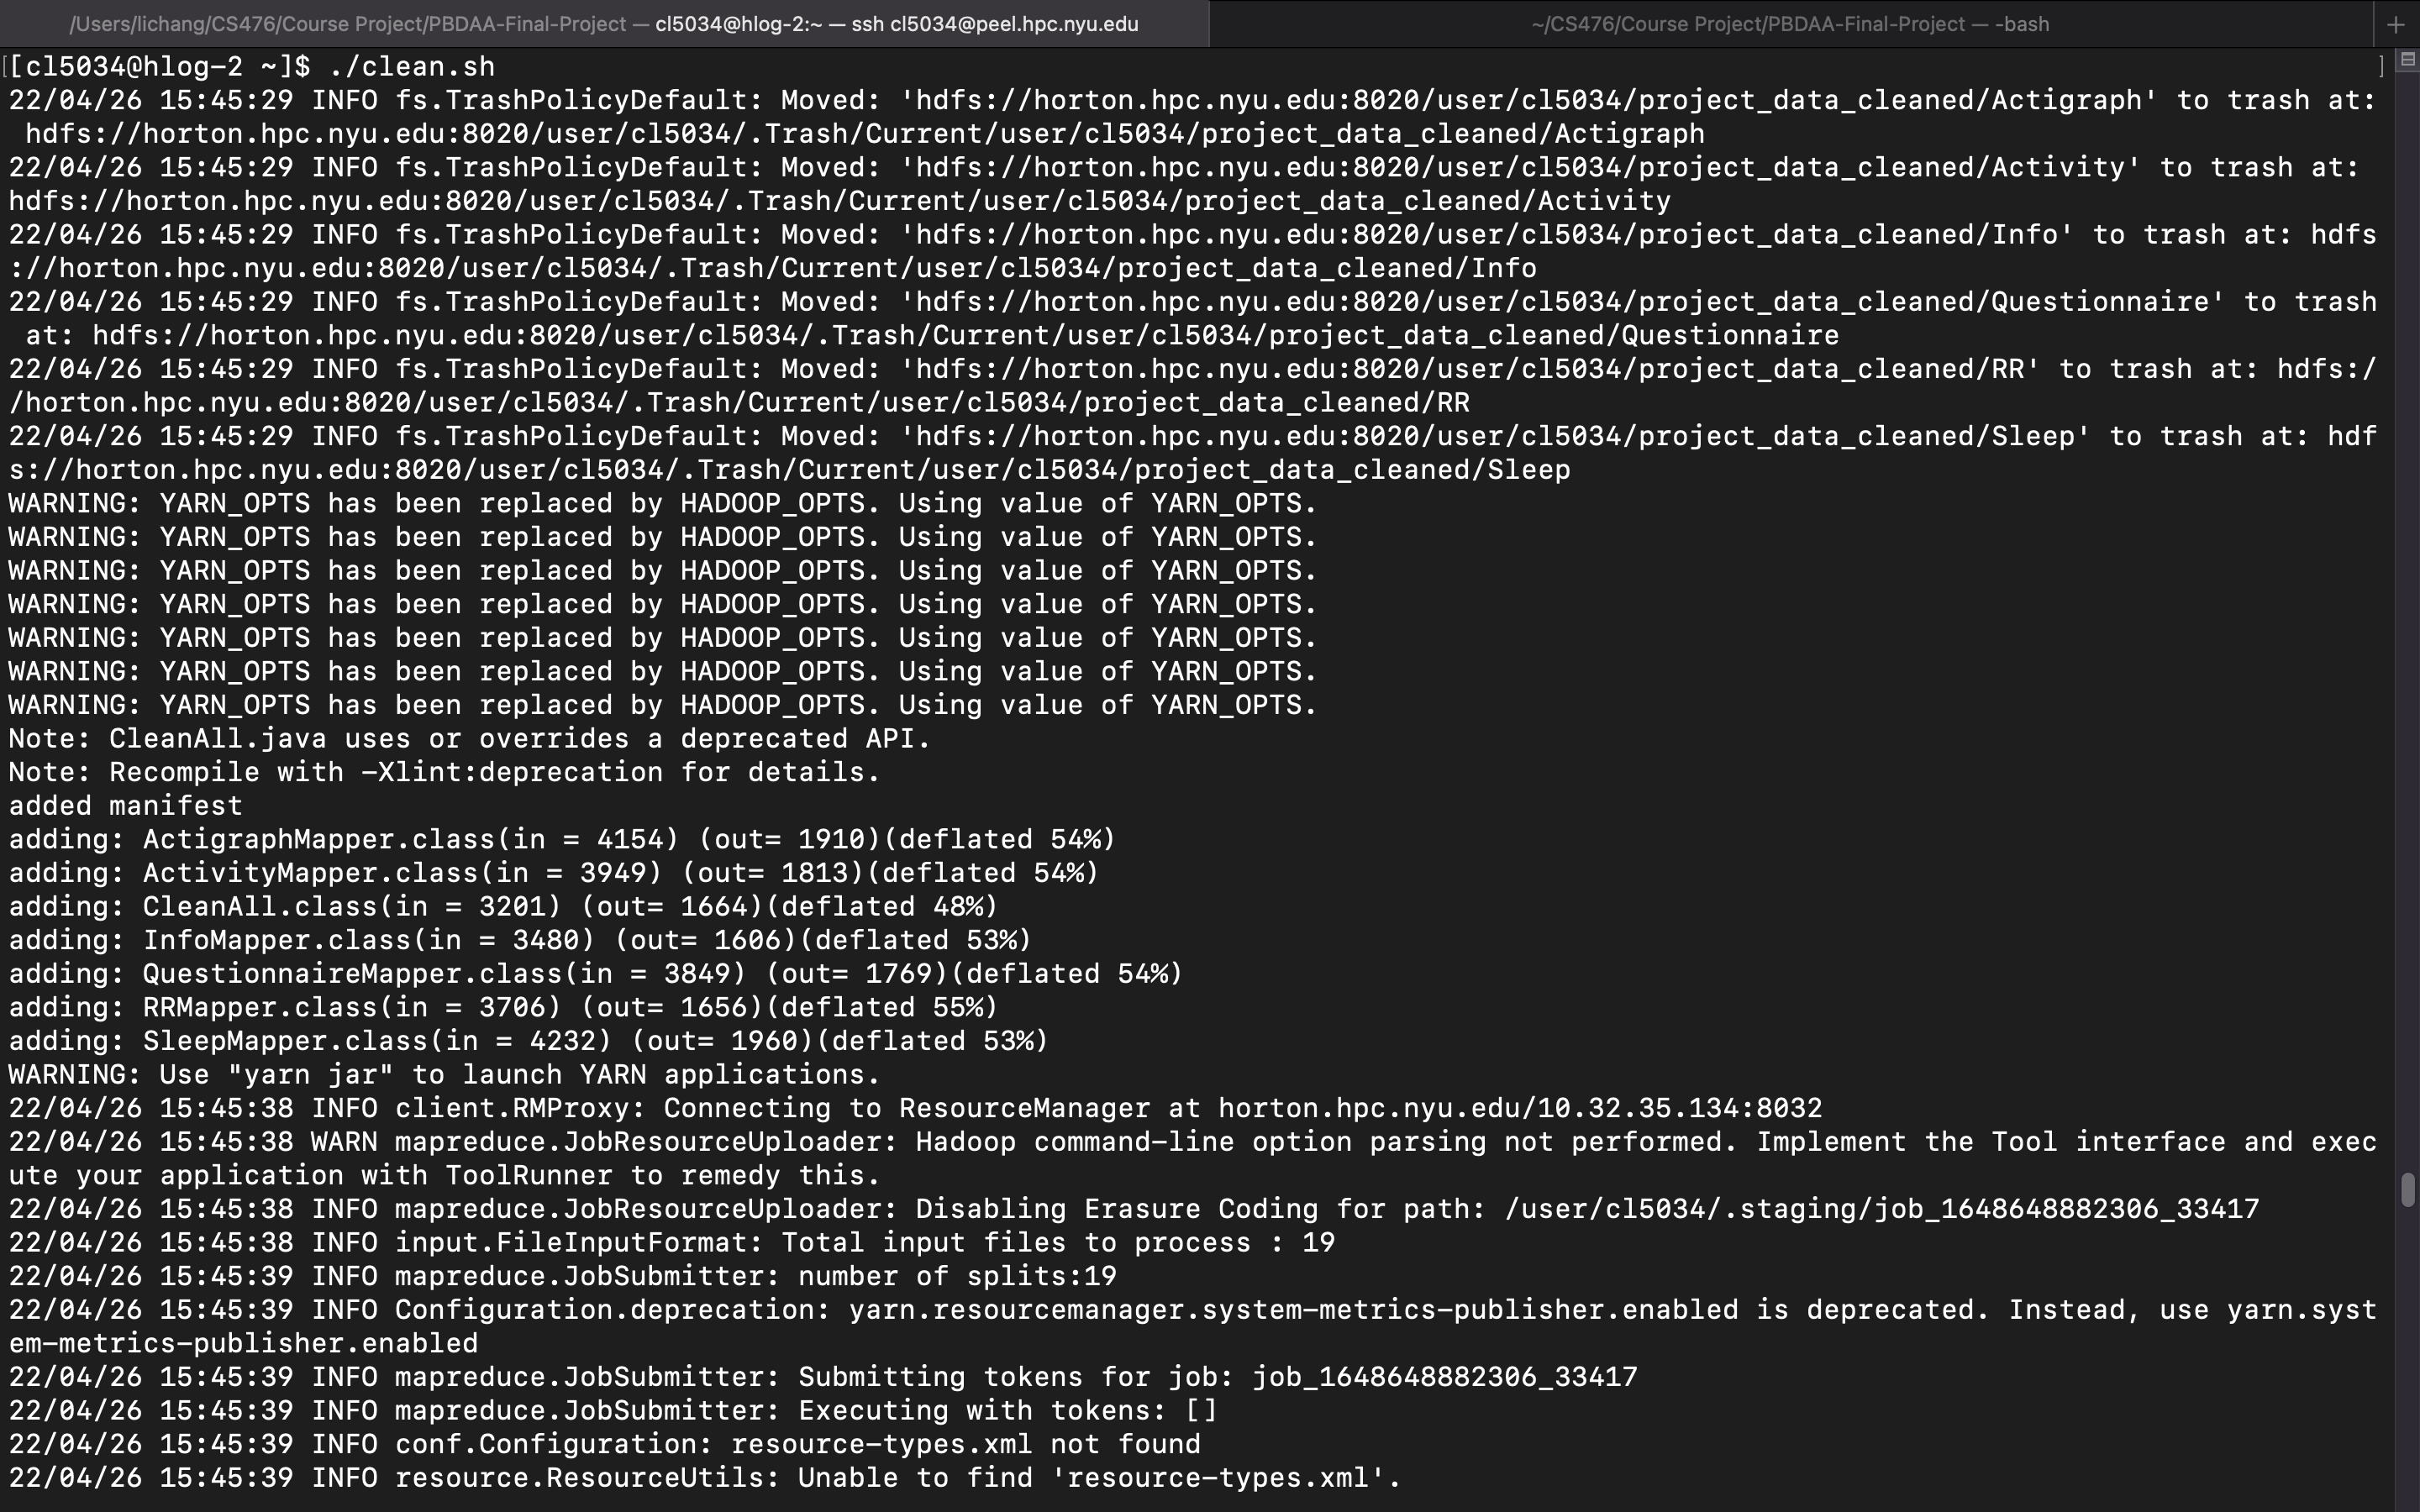 /Users/lichang/CS476/Course Project/PBDAA-Final-Project — cl5034@hlog-2:~ — ssh cl5034@peel.hpc.nyu.edu
~/CS476/Course Project/PBDAA-Final-Project — -bash
+
[[cl5034@hlog-2 ~]$ ./clean.sh ]
22/04/26 15:45:29 INFO fs.TrashPolicyDefault: Moved: 'hdfs://horton.hpc.nyu.edu:8020/user/cl5034/project_data_cleaned/Actigraph' to trash at:
 hdfs://horton.hpc.nyu.edu:8020/user/cl5034/.Trash/Current/user/cl5034/project_data_cleaned/Actigraph
22/04/26 15:45:29 INFO fs.TrashPolicyDefault: Moved: 'hdfs://horton.hpc.nyu.edu:8020/user/cl5034/project_data_cleaned/Activity' to trash at:
hdfs://horton.hpc.nyu.edu:8020/user/cl5034/.Trash/Current/user/cl5034/project_data_cleaned/Activity
22/04/26 15:45:29 INFO fs.TrashPolicyDefault: Moved: 'hdfs://horton.hpc.nyu.edu:8020/user/cl5034/project_data_cleaned/Info' to trash at: hdfs
://horton.hpc.nyu.edu:8020/user/cl5034/.Trash/Current/user/cl5034/project_data_cleaned/Info
22/04/26 15:45:29 INFO fs.TrashPolicyDefault: Moved: 'hdfs://horton.hpc.nyu.edu:8020/user/cl5034/project_data_cleaned/Questionnaire' to trash
 at: hdfs://horton.hpc.nyu.edu:8020/user/cl5034/.Trash/Current/user/cl5034/project_data_cleaned/Questionnaire
22/04/26 15:45:29 INFO fs.TrashPolicyDefault: Moved: 'hdfs://horton.hpc.nyu.edu:8020/user/cl5034/project_data_cleaned/RR' to trash at: hdfs:/
/horton.hpc.nyu.edu:8020/user/cl5034/.Trash/Current/user/cl5034/project_data_cleaned/RR
22/04/26 15:45:29 INFO fs.TrashPolicyDefault: Moved: 'hdfs://horton.hpc.nyu.edu:8020/user/cl5034/project_data_cleaned/Sleep' to trash at: hdf
s://horton.hpc.nyu.edu:8020/user/cl5034/.Trash/Current/user/cl5034/project_data_cleaned/Sleep
WARNING: YARN_OPTS has been replaced by HADOOP_OPTS. Using value of YARN_OPTS.
WARNING: YARN_OPTS has been replaced by HADOOP_OPTS. Using value of YARN_OPTS.
WARNING: YARN_OPTS has been replaced by HADOOP_OPTS. Using value of YARN_OPTS.
WARNING: YARN_OPTS has been replaced by HADOOP_OPTS. Using value of YARN_OPTS.
WARNING: YARN_OPTS has been replaced by HADOOP_OPTS. Using value of YARN_OPTS.
WARNING: YARN_OPTS has been replaced by HADOOP_OPTS. Using value of YARN_OPTS.
WARNING: YARN_OPTS has been replaced by HADOOP_OPTS. Using value of YARN_OPTS.
Note: CleanAll.java uses or overrides a deprecated API.
Note: Recompile with -Xlint:deprecation for details.
added manifest
adding: ActigraphMapper.class(in = 4154) (out= 1910)(deflated 54%)
adding: ActivityMapper.class(in = 3949) (out= 1813)(deflated 54%)
adding: CleanAll.class(in = 3201) (out= 1664)(deflated 48%)
adding: InfoMapper.class(in = 3480) (out= 1606)(deflated 53%)
adding: QuestionnaireMapper.class(in = 3849) (out= 1769)(deflated 54%)
adding: RRMapper.class(in = 3706) (out= 1656)(deflated 55%)
adding: SleepMapper.class(in = 4232) (out= 1960)(deflated 53%)
WARNING: Use "yarn jar" to launch YARN applications.
22/04/26 15:45:38 INFO client.RMProxy: Connecting to ResourceManager at horton.hpc.nyu.edu/10.32.35.134:8032
22/04/26 15:45:38 WARN mapreduce.JobResourceUploader: Hadoop command-line option parsing not performed. Implement the Tool interface and exec
ute your application with ToolRunner to remedy this.
22/04/26 15:45:38 INFO mapreduce.JobResourceUploader: Disabling Erasure Coding for path: /user/cl5034/.staging/job_1648648882306_33417
22/04/26 15:45:38 INFO input.FileInputFormat: Total input files to process : 19
22/04/26 15:45:39 INFO mapreduce.JobSubmitter: number of splits:19
22/04/26 15:45:39 INFO Configuration.deprecation: yarn.resourcemanager.system-metrics-publisher.enabled is deprecated. Instead, use yarn.syst
em-metrics-publisher.enabled
22/04/26 15:45:39 INFO mapreduce.JobSubmitter: Submitting tokens for job: job_1648648882306_33417
22/04/26 15:45:39 INFO mapreduce.JobSubmitter: Executing with tokens: []
22/04/26 15:45:39 INFO conf.Configuration: resource-types.xml not found
22/04/26 15:45:39 INFO resource.ResourceUtils: Unable to find 'resource-types.xml'.